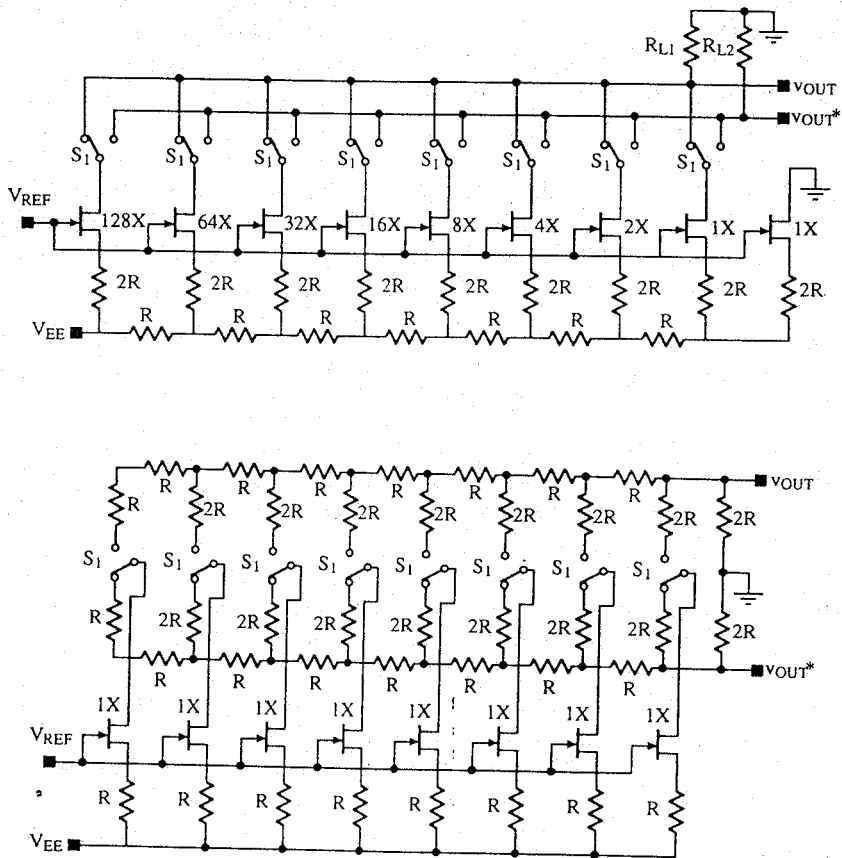 R_L1 R_L2
vOUT
vOUT*
S1 S1 S1 S1 S1 S1 S1 S1
VREF
128X 64X 32X 16X 8X 4X 2X 1X 1X
2R 2R 2R 2R 2R 2R 2R 2R 2R
VEE R R R R R R R
R R R R R R R
vOUT
R 2R 2R 2R 2R 2R 2R 2R 2R
S1 S1 S1 S1 S1 S1 S1 S1
R 2R 2R 2R 2R 2R 2R 2R 2R
vOUT*
R R R R R R R
1X 1X 1X 1X 1X 1X 1X 1X
VREF
R R R R R R R R
VEE